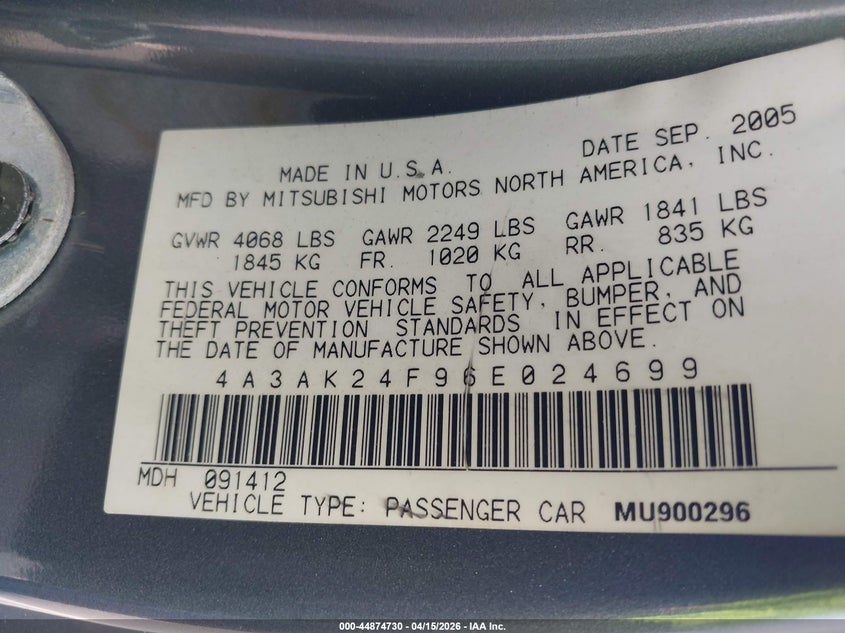 DATE SEP. 2005
MADE IN U.S.A.
MFD BY MITSUBISHI MOTORS NORTH AMERICA, INC.
GVWR 4068 LBS GAWR 2249 LBS GAWR 1841 LBS
1845 KG FR. 1020 KG RR. 835 KG
THIS VEHICLE CONFORMS TO ALL APPLICABLE
FEDERAL MOTOR VEHICLE SAFETY, BUMPER, AND
THEFT PREVENTION STANDARDS IN EFFECT ON
THE DATE OF MANUFACTURE SHOWN ABOVE.
4A3AK24F96E024699
MDH 091412
VEHICLE TYPE: PASSENGER CAR MU900296
000-44874730 - 04/15/2026 - IAA Inc.